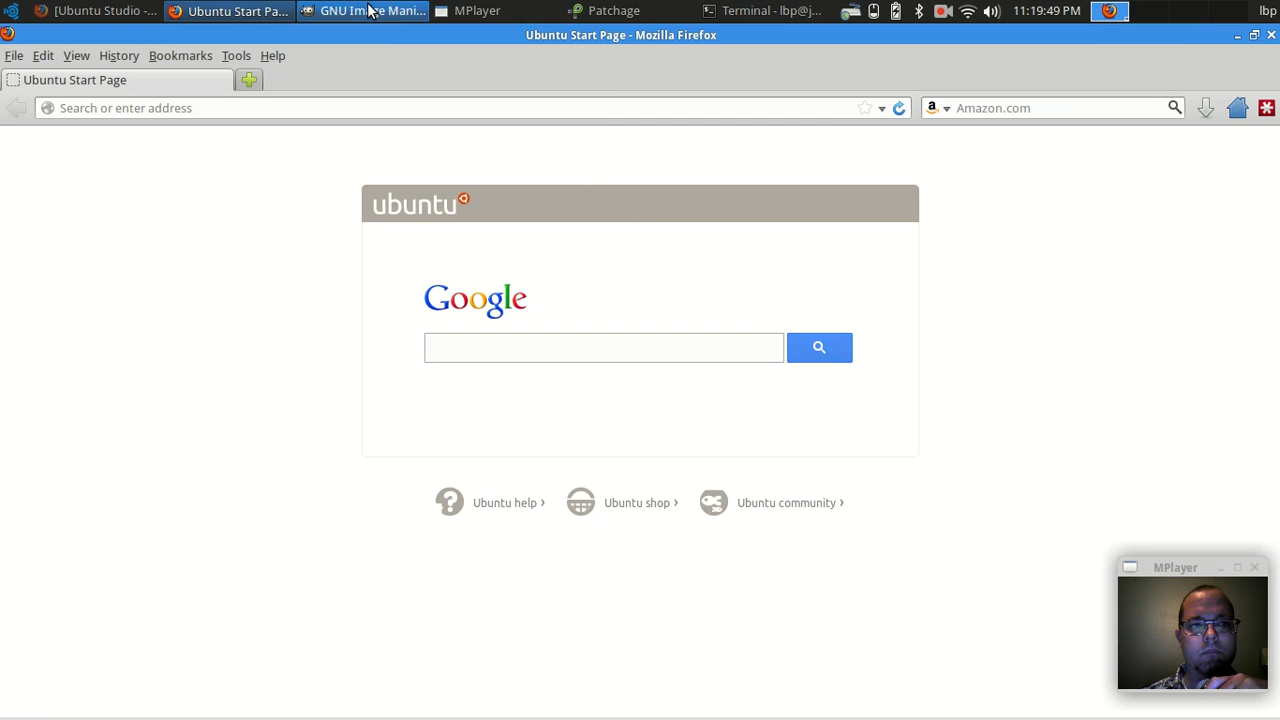 [Ubuntu Studio -... Ubuntu Start Pa... GNU Image Mani... MPlayer Patchage Terminal - lbp@j... 11:19:49 PM lbp
Ubuntu Start Page - Mozilla Firefox
File Edit View History Bookmarks Tools Help
Ubuntu Start Page
Search or enter address a Amazon.com
ubuntu
Google
Ubuntu help › Ubuntu shop › Ubuntu community ›
MPlayer